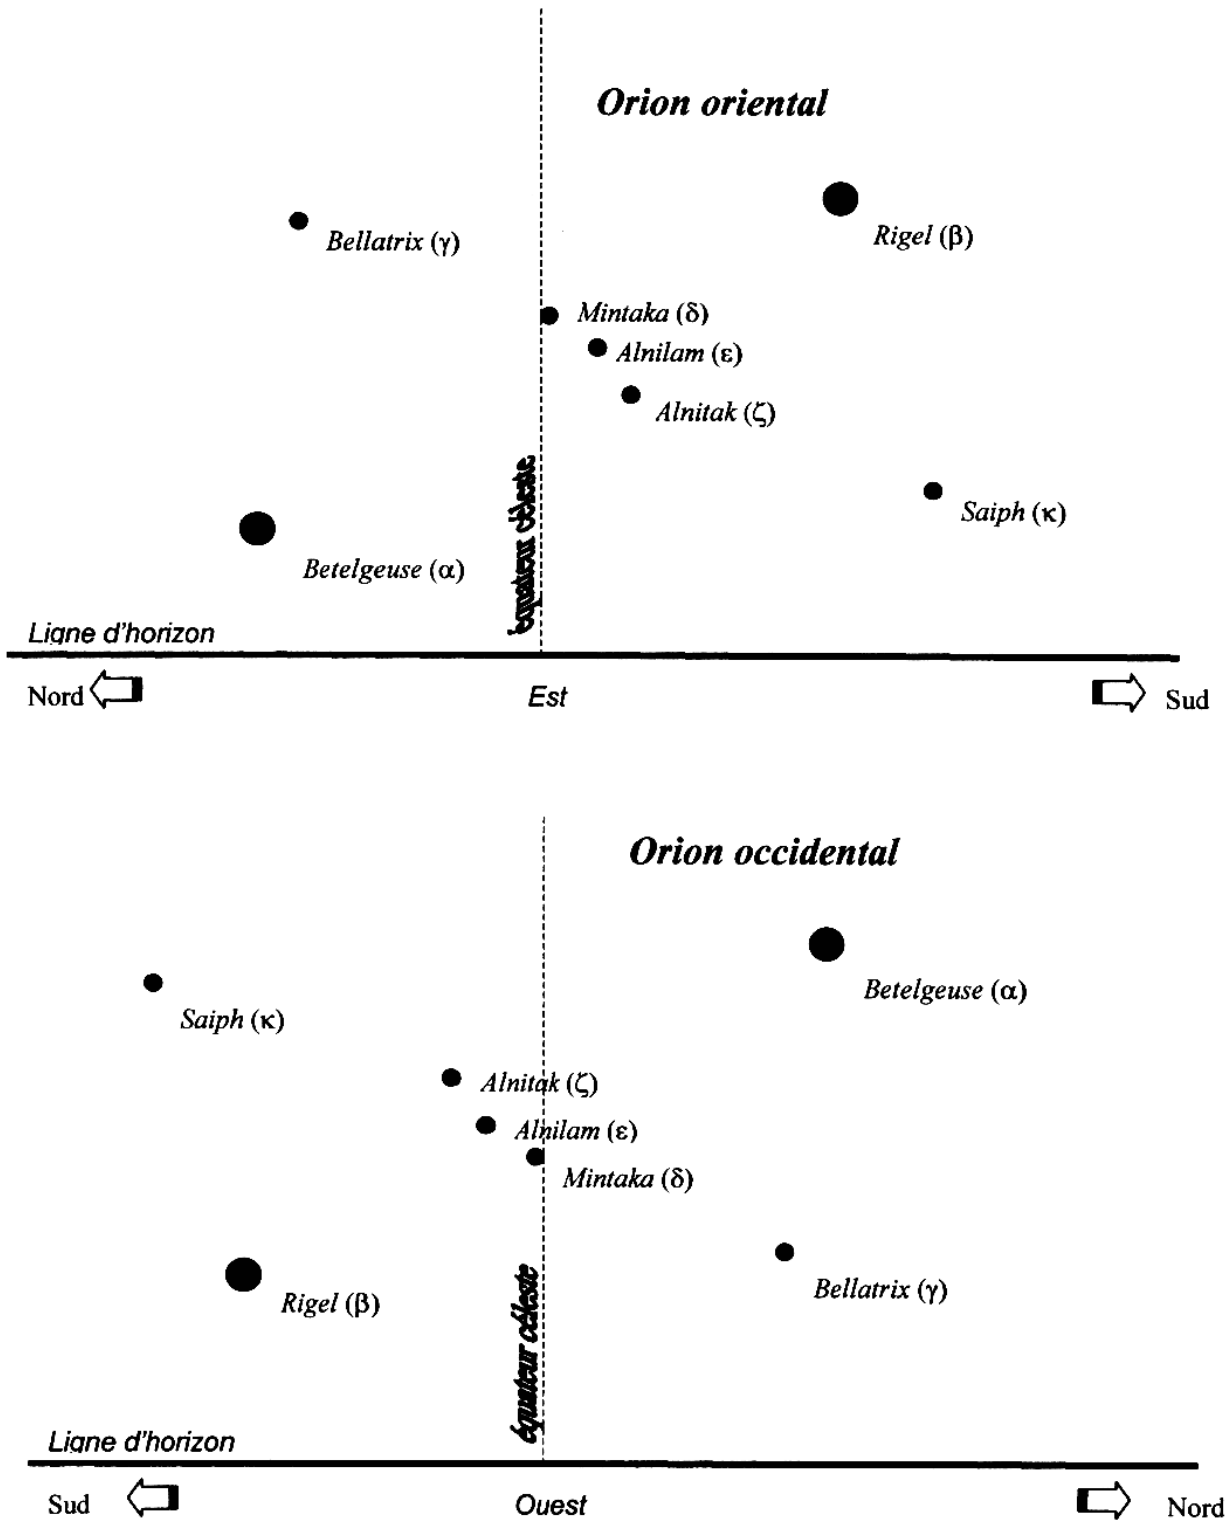 Orion oriental
Bellatrix (γ)
Rigel (β)
Mintaka (δ)
Alnilam (ε)
Alnitak (ζ)
équateur céleste
Saiph (κ)
Betelgeuse (α)
Ligne d'horizon
Nord
Est
Sud
Orion occidental
Betelgeuse (α)
Saiph (κ)
Alnitak (ζ)
Alnilam (ε)
Mintaka (δ)
Bellatrix (γ)
Rigel (β)
équateur céleste
Ligne d'horizon
Sud
Ouest
Nord